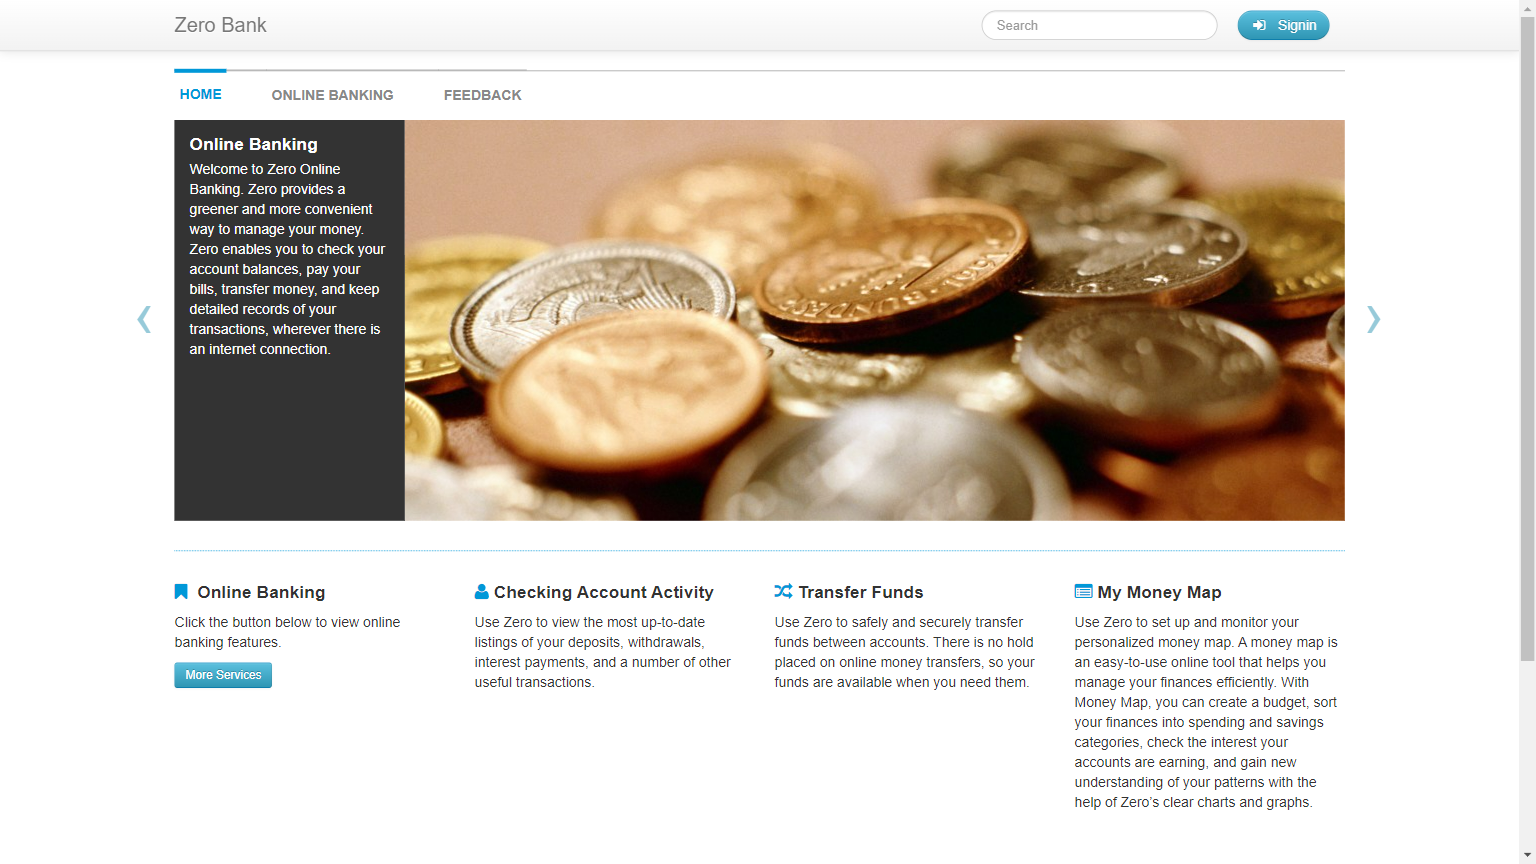 Zero Bank
Search
Signin
HOME
ONLINE BANKING
FEEDBACK
Online Banking
Welcome to Zero Online
Banking. Zero provides a
greener and more convenient
way to manage your money.
Zero enables you to check your
account balances, pay your
bills, transfer money, and keep
detailed records of your
transactions, wherever there is
an internet connection.
Online Banking
Click the button below to view online
banking features.
More Services
Checking Account Activity
Use Zero to view the most up-to-date
listings of your deposits, withdrawals,
interest payments, and a number of other
useful transactions.
Transfer Funds
Use Zero to safely and securely transfer
funds between accounts. There is no hold
placed on online money transfers, so your
funds are available when you need them.
My Money Map
Use Zero to set up and monitor your
personalized money map. A money map is
an easy-to-use online tool that helps you
manage your finances efficiently. With
Money Map, you can create a budget, sort
your finances into spending and savings
categories, check the interest your
accounts are earning, and gain new
understanding of your patterns with the
help of Zero’s clear charts and graphs.